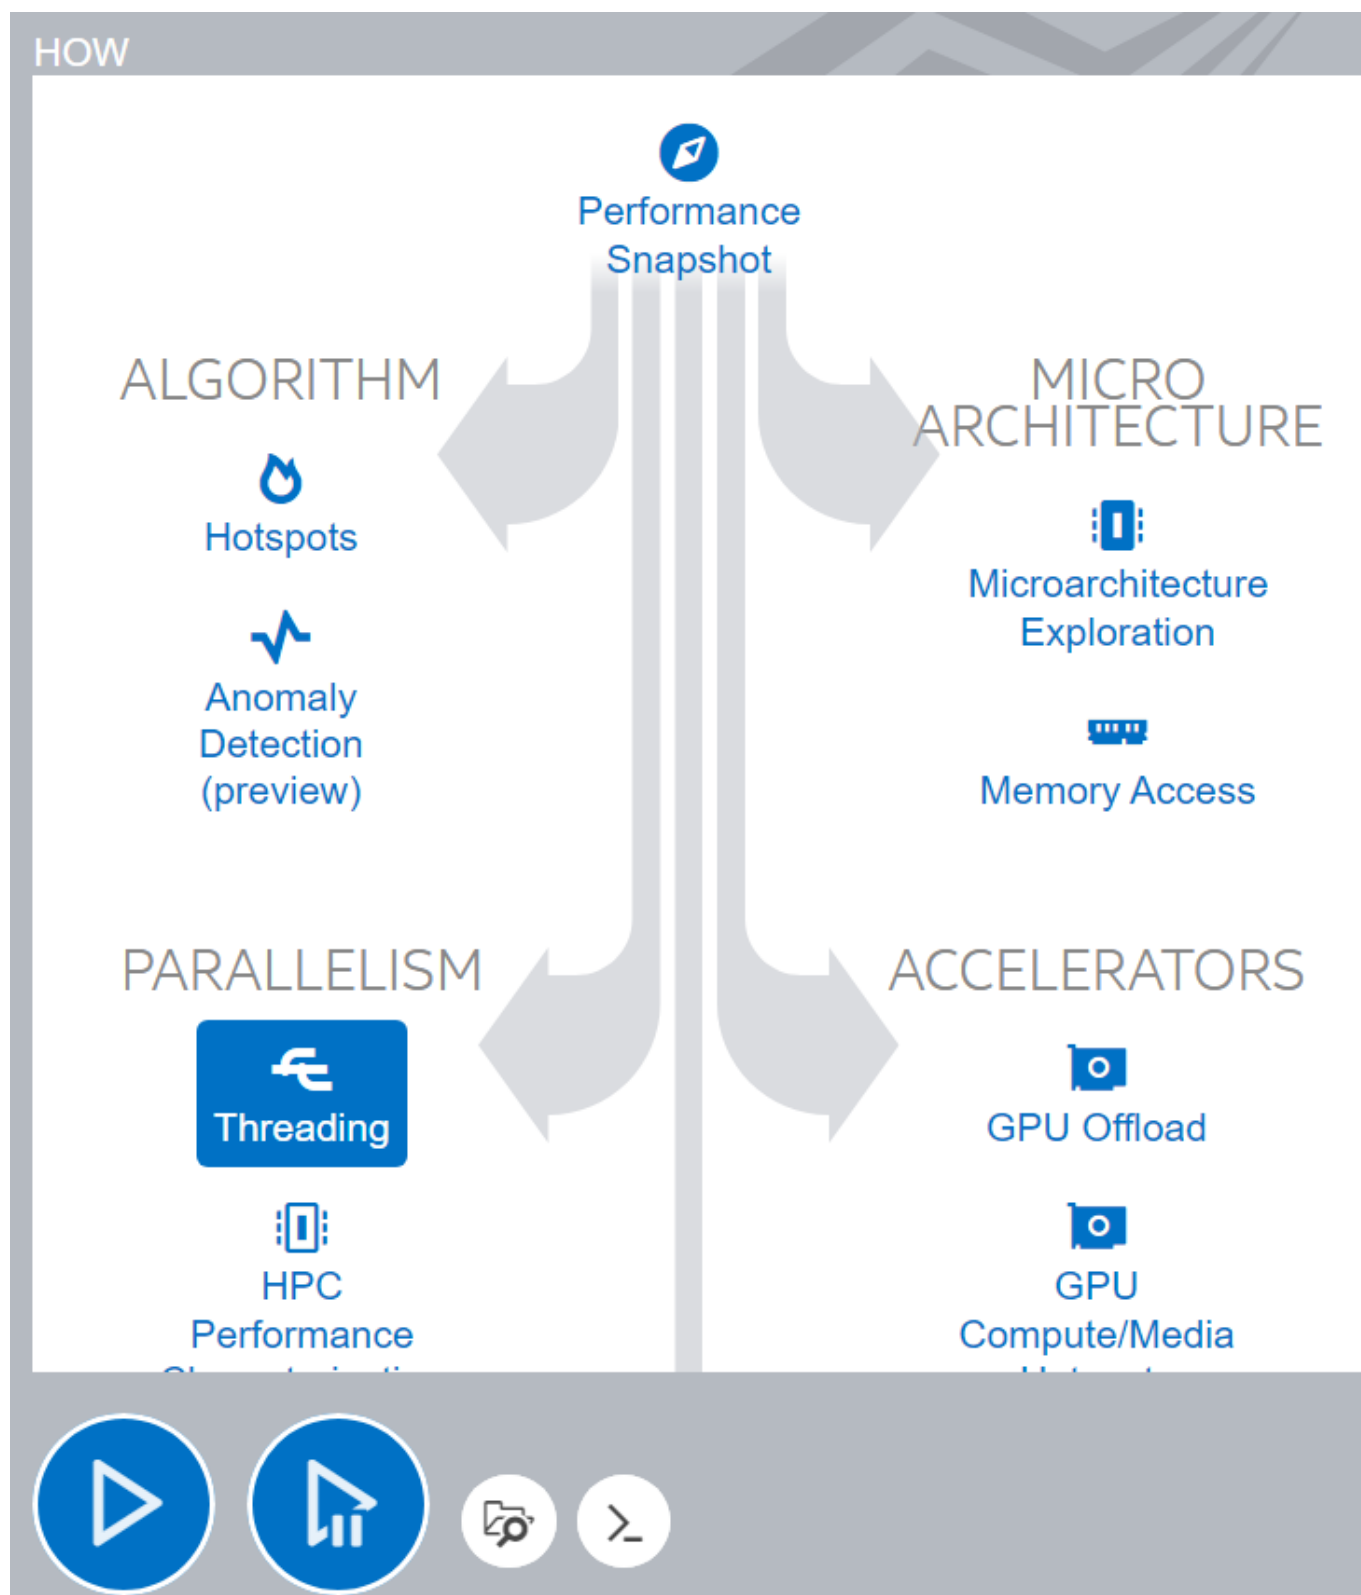 HOW
Performance
Snapshot
ALGORITHM
Hotspots
Anomaly
Detection
(preview)
MICRO
ARCHITECTURE
Microarchitecture
Exploration
Memory Access
PARALLELISM
Threading
HPC
Performance
ACCELERATORS
GPU Offload
GPU
Compute/Media